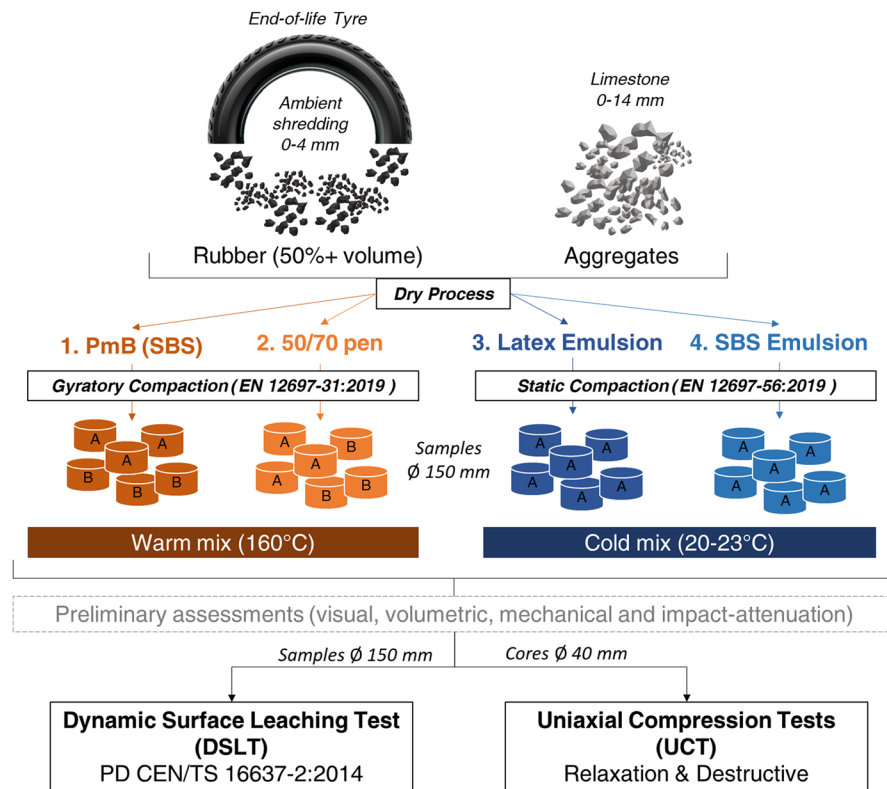 End-of-life Tyre
Ambient
shredding
0-4 mm
Limestone
0-14 mm
Rubber (50%+ volume)
Aggregates
Dry Process
1. PmB (SBS)
2. 50/70 pen
3. Latex Emulsion
4. SBS Emulsion
Gyratory Compaction (EN 12697-31:2019 )
Static Compaction (EN 12697-56:2019 )
A
A
A
B
B
B
A
B
A
A
B
B
Samples
Ø 150 mm
A
A
A
A
A
A
A
A
A
A
A
A
Warm mix (160°C)
Cold mix (20-23°C)
Preliminary assessments (visual, volumetric, mechanical and impact-attenuation)
Samples Ø 150 mm
Cores Ø 40 mm
Dynamic Surface Leaching Test
(DSLT)
PD CEN/TS 16637-2:2014
Uniaxial Compression Tests
(UCT)
Relaxation & Destructive